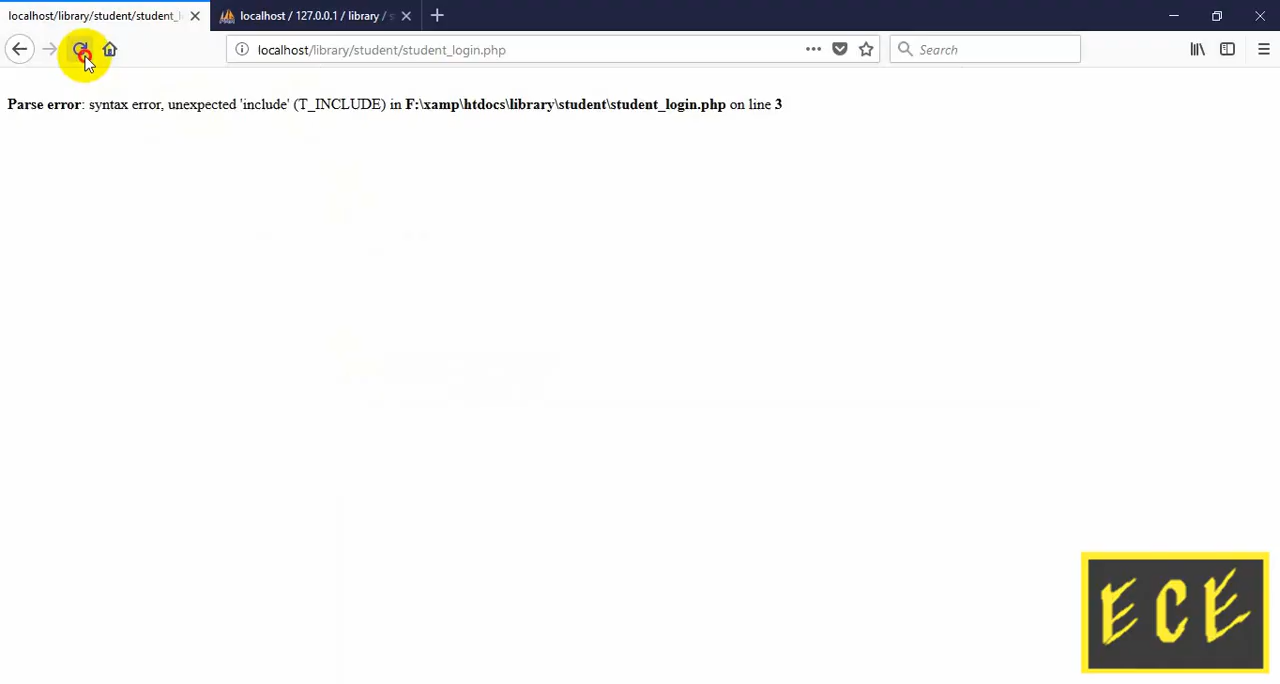 localhost/library/student/student_l
localhost / 127.0.0.1 / library / s
localhost/library/student/student_login.php
Search
Parse error: syntax error, unexpected 'include' (T_INCLUDE) in F:\xamp\htdocs\library\student\student_login.php on line 3
ECE